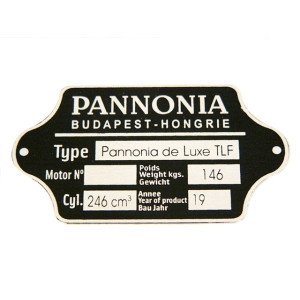 PANNONIA
BUDAPEST-HONGRIE
Type Pannonia de Luxe TLF
Motor Nº
Poids
Weight kgs. 146
Gewicht
Cyl. 246 cm³
Annee
Year of product 19
Bau Jahr